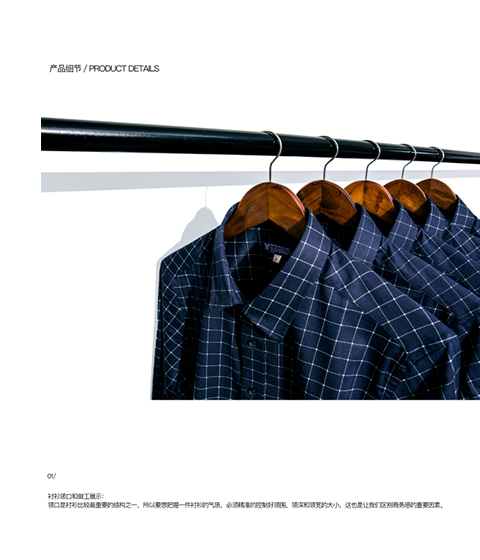 产品细节 / PRODUCT DETAILS
01/
衬衫领口和做工展示:
领口是衬衫比较最重要的结构之一，所以要想把握一件衬衫的气质，必须精准的控制好领围，领深和领宽的大小，这也是让我们区别商务感的重要因素。